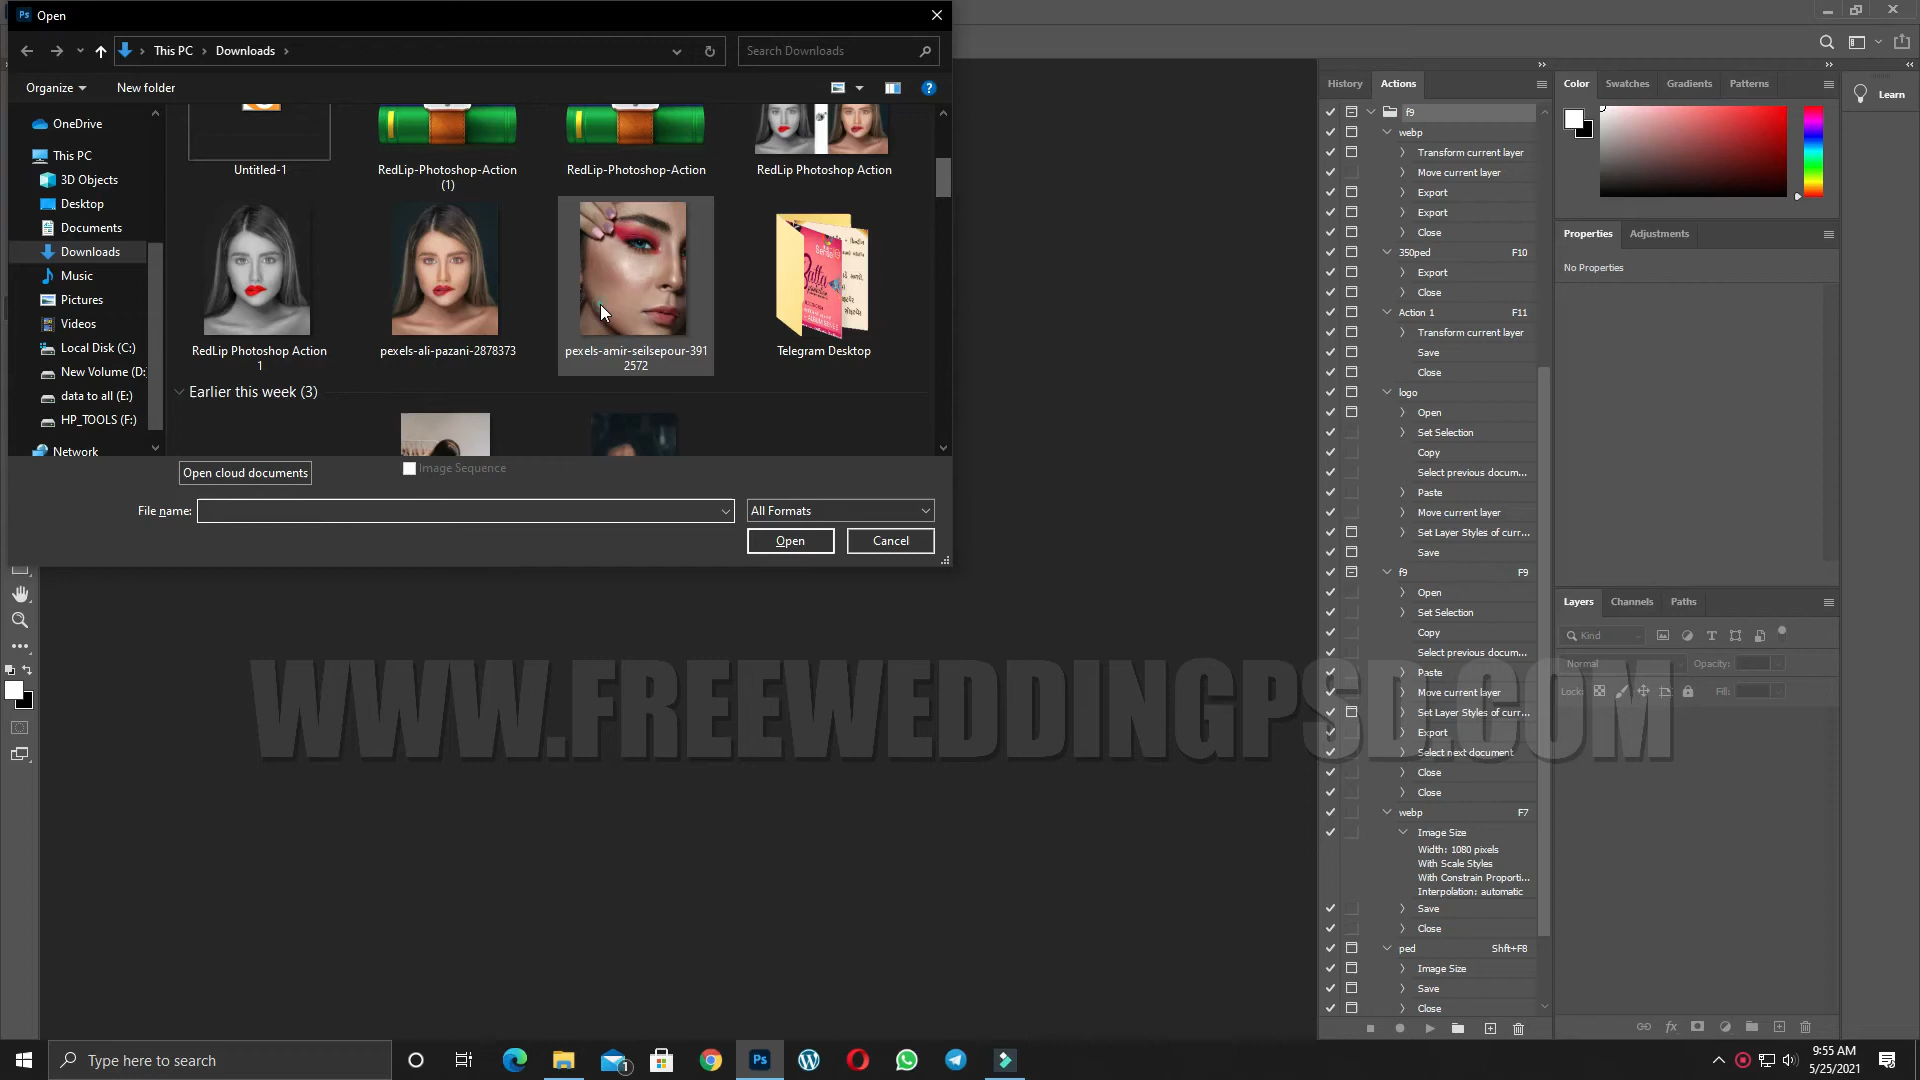 Open
This PC
Downloads
Search Downloads
Organize
New folder
OneDrive
This PC
3D Objects
Desktop
Documents
Downloads
Music
Pictures
Videos
Local Disk (C:)
New Volume (D:
data to all (E:)
HP_TOOLS (F:)
Network
Untitled-1
RedLip-Photoshop-Action
(1)
RedLip-Photoshop-Action
RedLip Photoshop Action
RedLip Photoshop Action
1
pexels-ali-pazani-2878373
pexels-amir-seilsepour-391
2572
Telegram Desktop
Earlier this week (3)
Open cloud documents
Image Sequence
File name:
All Formats
Open
Cancel
History
Actions
f9
webp
Transform current layer
Move current layer
Export
Export
Close
350ped F10
Export
Close
Action 1 F11
Transform current layer
Save
Close
logo
Open
Set Selection
Copy
Select previous docum...
Paste
Move current layer
Set Layer Styles of curr...
Save
f9 F9
Open
Set Selection
Copy
Select previous docum...
Paste
Move current layer
Set Layer Styles of curr...
Export
Select next document
Close
Close
webp F7
Image Size
Width: 1080 pixels
With Scale Styles
With Constrain Proporti...
Interpolation: automatic
Save
Close
ped Shft+F8
Image Size
Save
Close
Color
Swatches
Gradients
Patterns
Learn
Properties
Adjustments
No Properties
Layers
Channels
Paths
Kind
Normal
Opacity:
Lock:
Fill:
WWW.FREEWEDDINGPSD.COM
Type here to search
1
Ps
9:55 AM
5/25/2021